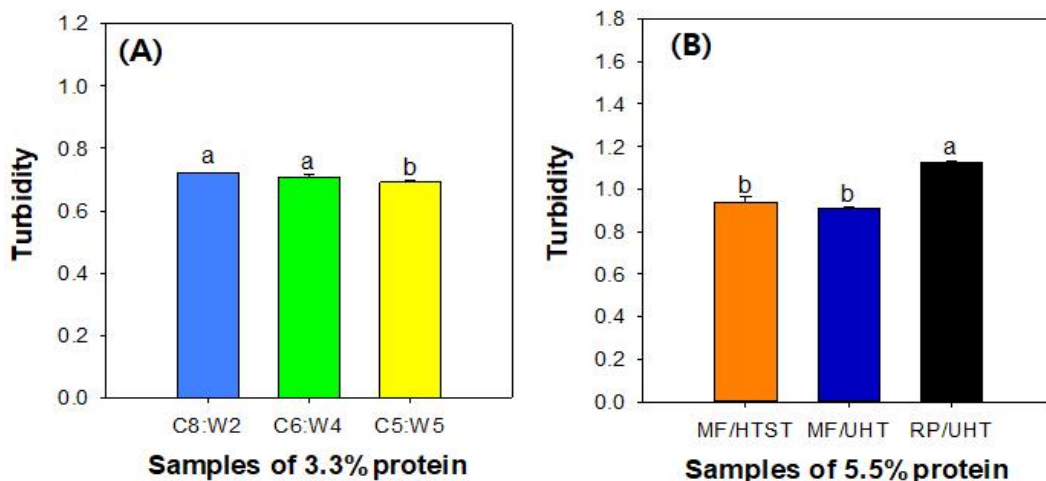 (A)
Turbidity
1.2
1.0
0.8
0.6
0.4
0.2
0.0
a
a
b
C8:W2 C6:W4 C5:W5
Samples of 3.3% protein
(B)
Turbidity
1.8
1.6
1.4
1.2
1.0
0.8
0.6
0.4
0.2
0.0
b
b
a
MF/HTST MF/UHT RP/UHT
Samples of 5.5% protein